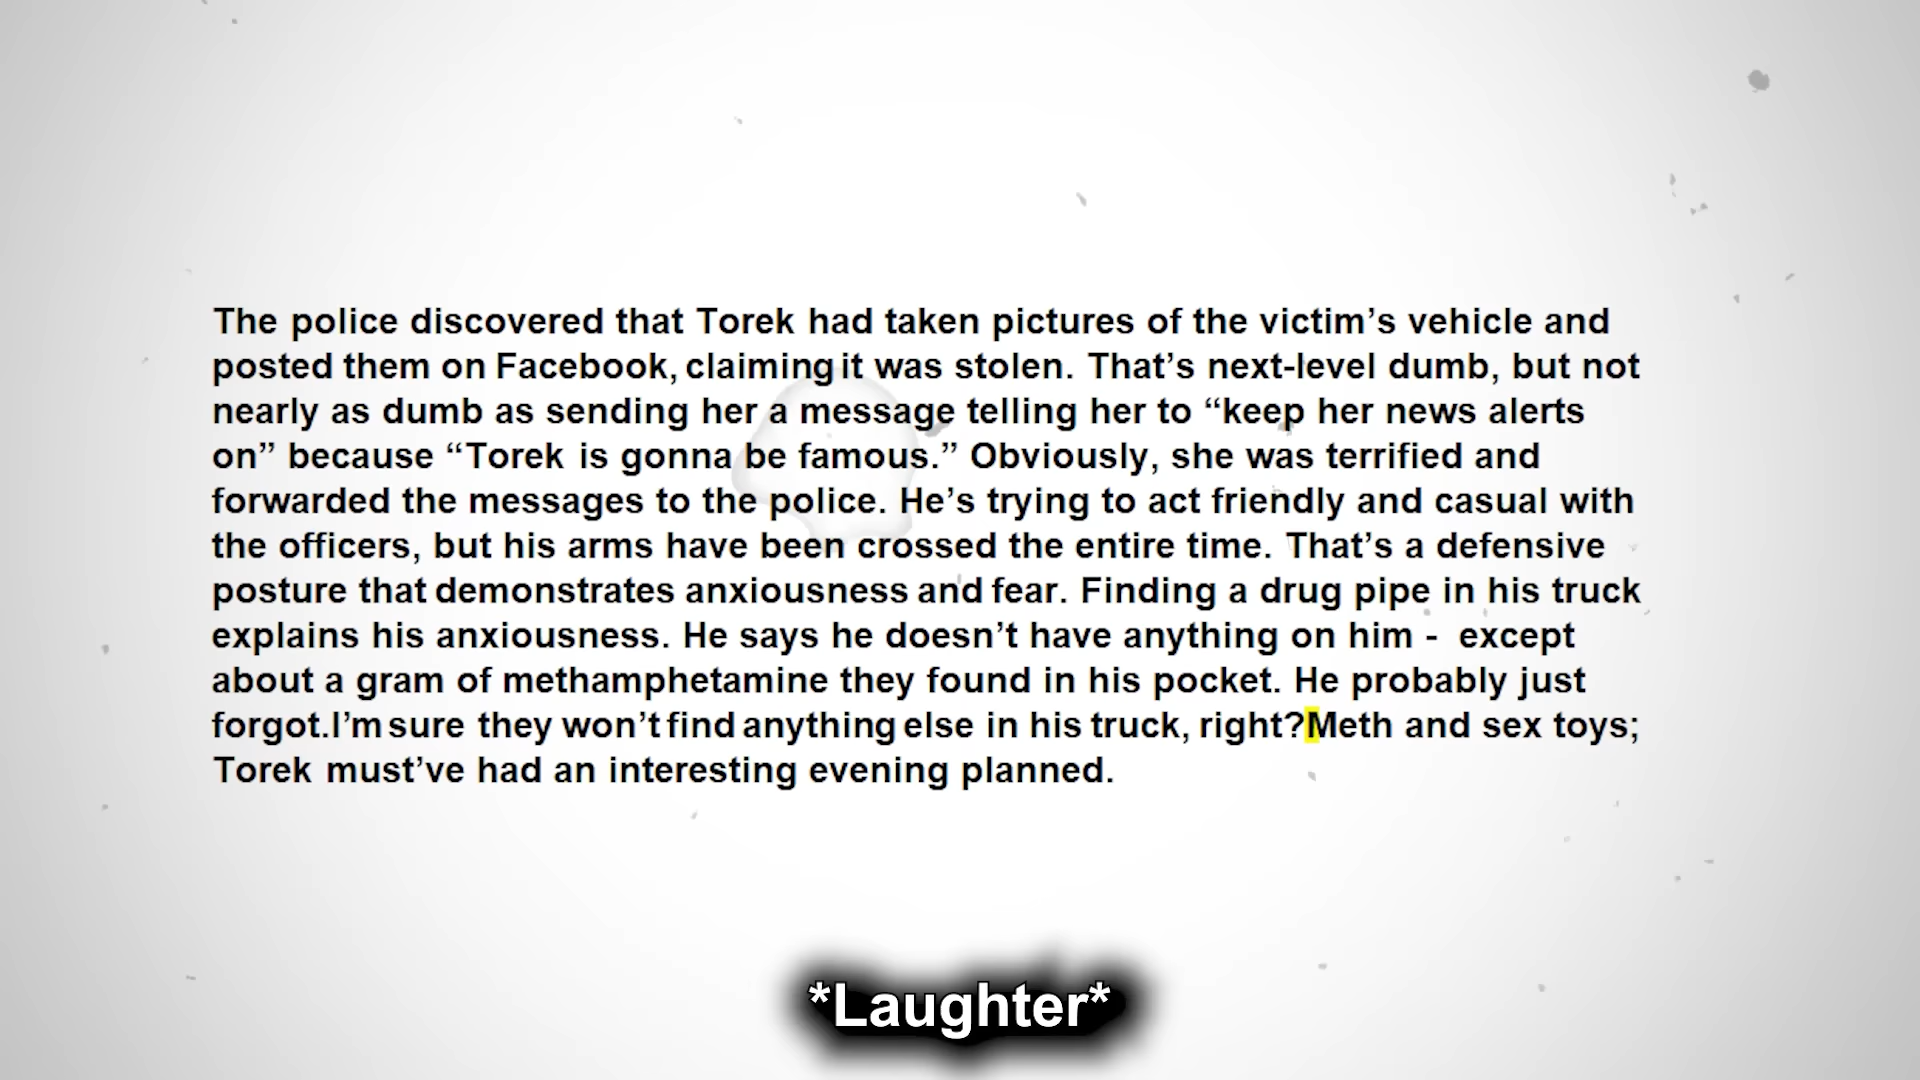 The police discovered that Torek had taken pictures of the victim’s vehicle and
posted them on Facebook, claiming it was stolen. That’s next-level dumb, but not
nearly as dumb as sending her a message telling her to “keep her news alerts
on” because “Torek is gonna be famous.” Obviously, she was terrified and
forwarded the messages to the police. He’s trying to act friendly and casual with
the officers, but his arms have been crossed the entire time. That’s a defensive
posture that demonstrates anxiousness and fear. Finding a drug pipe in his truck
explains his anxiousness. He says he doesn’t have anything on him -  except
about a gram of methamphetamine they found in his pocket. He probably just
forgot.I’m sure they won’t find anything else in his truck, right?Meth and sex toys;
Torek must’ve had an interesting evening planned.
*Laughter*